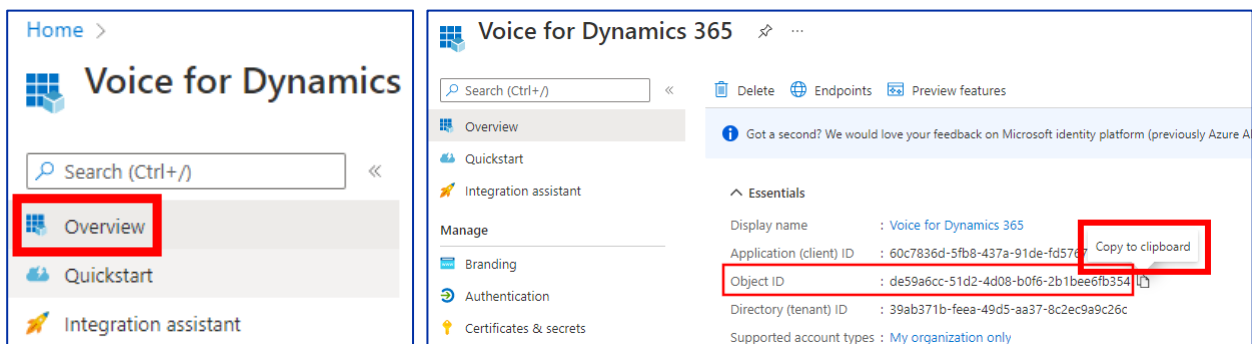 Home >
Voice for Dynamics
Search (Ctrl+/)
«
Overview
Quickstart
Integration assistant
Voice for Dynamics 365
...
Search (Ctrl+/)
«
Overview
Quickstart
Integration assistant
Manage
Branding
Authentication
Certificates & secrets
Delete Endpoints Preview features
Got a second? We would love your feedback on Microsoft identity platform (previously Azure
Essentials
Display name : Voice for Dynamics 365
Copy to clipboard
Application (client) ID : 60c7836d-5fb8-437a-91de-fd5767
Object ID : de59a6cc-51d2-4d08-b0f6-2b1bee6fb354
Directory (tenant) ID : 39ab371b-feea-49d5-aa37-8c2ec9a9c26c
Supported account types : My organization only